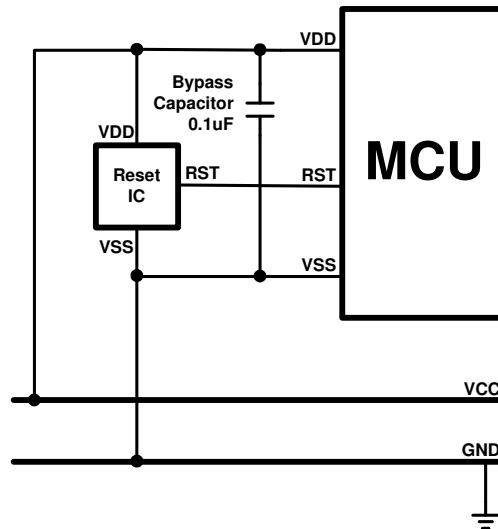 VDD
Bypass
Capacitor
0.1uF
VDD
MCU
Reset
IC
RST
RST
VSS
VSS
VCC
GND